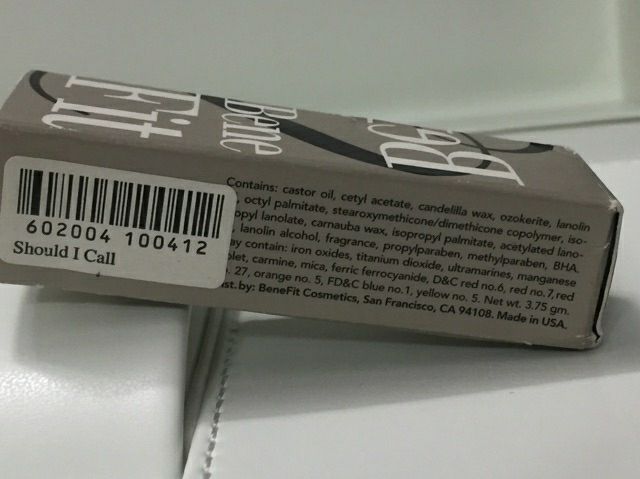 Fit
Bene
Be
602004 100412
Should I Call
Contains: castor oil, cetyl acetate, candelilla wax, ozokerite, lanolin
, octyl palmitate, stearoxymethicone/dimethicone copolymer, iso-
opyl lanolate, carnauba wax, isopropyl palmitate, acetylated lano-
lanolin alcohol, fragrance, propylparaben, methylparaben, BHA.
ay contain: iron oxides, titanium dioxide, ultramarines, manganese
olet, carmine, mica, ferric ferrocyanide, D&C red no.6, red no.7,red
. 27, orange no. 5, FD&C blue no.1, yellow no. 5. Net wt. 3.75 gm.
st. by: BeneFit Cosmetics, San Francisco, CA 94108. Made in USA.